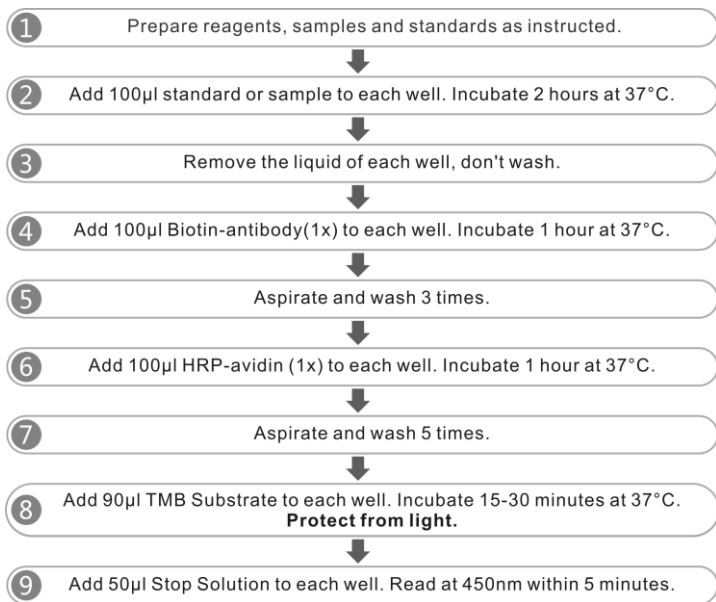 1 Prepare reagents, samples and standards as instructed.
2 Add 100µl standard or sample to each well. Incubate 2 hours at 37°C.
3 Remove the liquid of each well, don't wash.
4 Add 100µl Biotin-antibody(1x) to each well. Incubate 1 hour at 37°C.
5 Aspirate and wash 3 times.
6 Add 100µl HRP-avidin (1x) to each well. Incubate 1 hour at 37°C.
7 Aspirate and wash 5 times.
8 Add 90µl TMB Substrate to each well. Incubate 15-30 minutes at 37°C.
Protect from light.
9 Add 50µl Stop Solution to each well. Read at 450nm within 5 minutes.